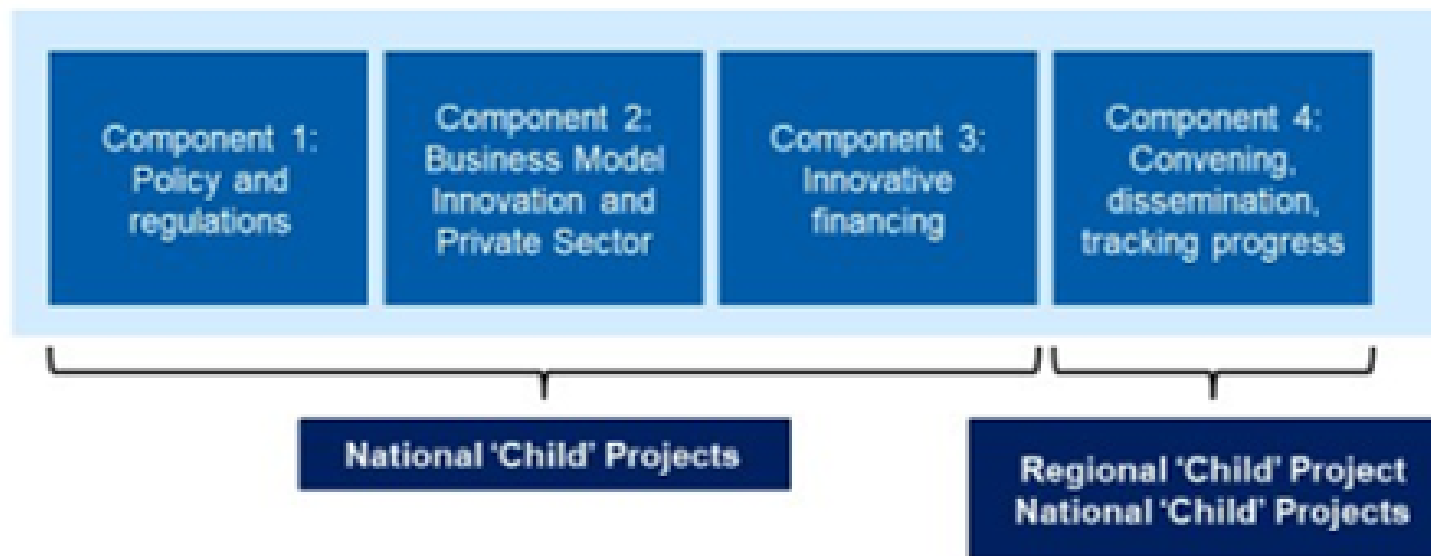 Component 1:
Policy and
regulations
Component 2:
Business Model
Innovation and
Private Sector
Component 3:
Innovative
financing
Component 4:
Convening,
dissemination,
tracking progress
National ‘Child’ Projects
Regional ‘Child’ Project
National ‘Child’ Projects